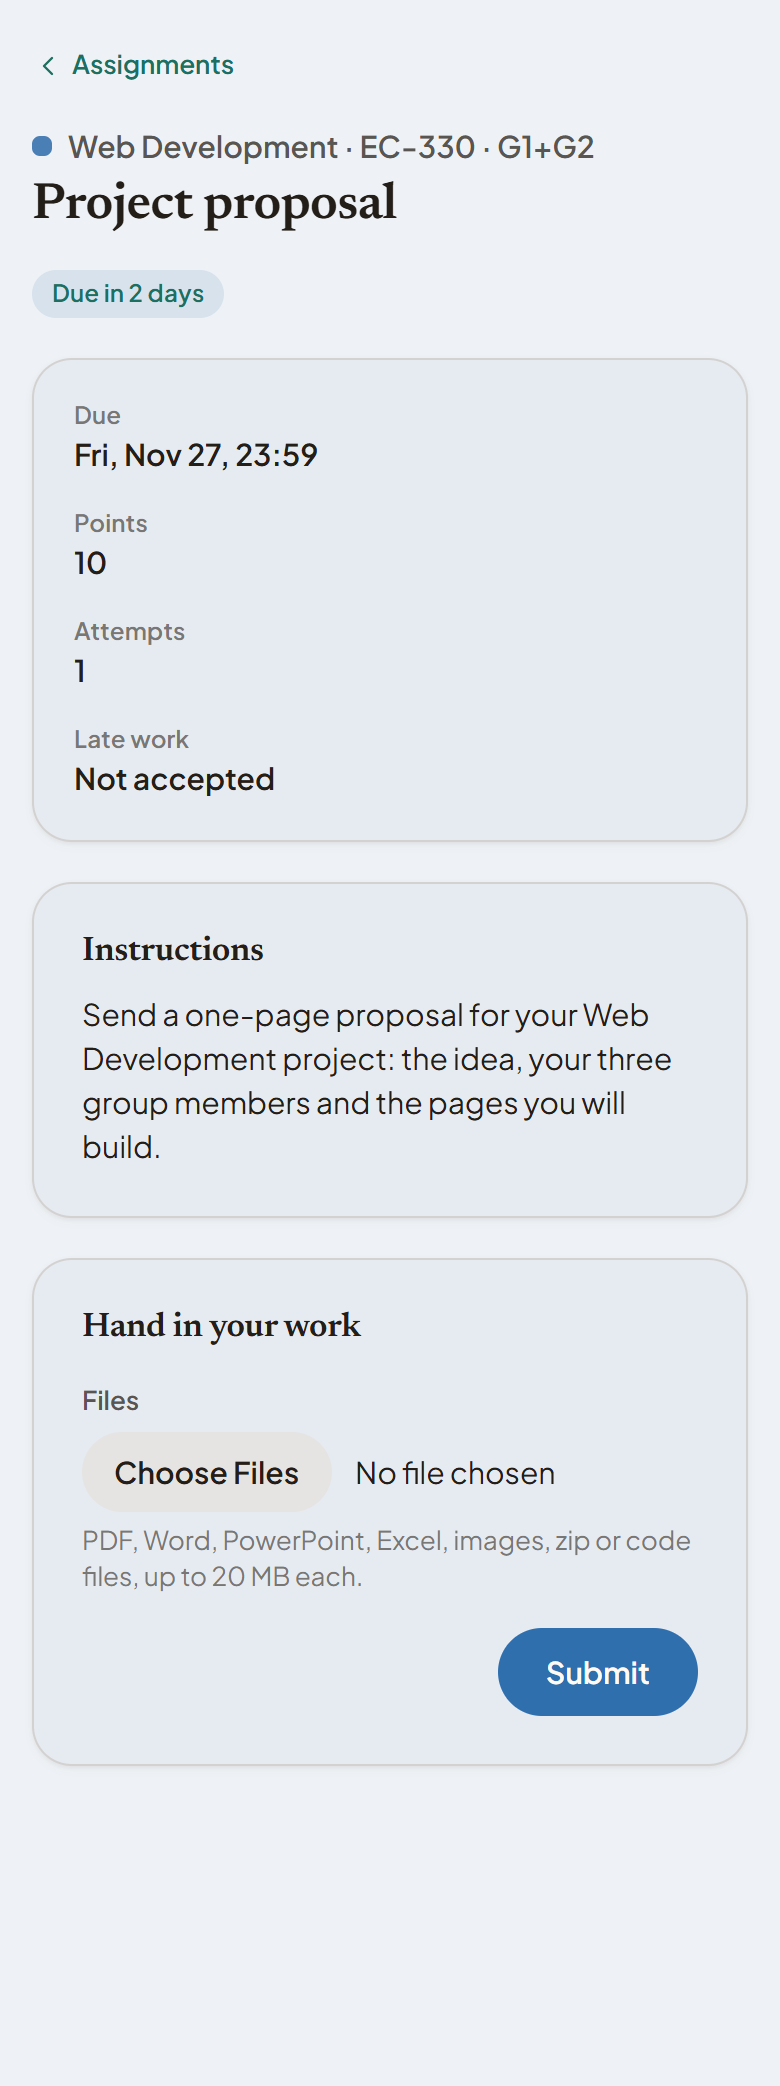 Assignments
Web Development · EC-330 · G1+G2
Project proposal
Due in 2 days
Due
Fri, Nov 27, 23:59
Points
10
Attempts
1
Late work
Not accepted
Instructions
Send a one-page proposal for your Web
Development project: the idea, your three
group members and the pages you will
build.
Hand in your work
Files
Choose Files No file chosen
PDF, Word, PowerPoint, Excel, images, zip or code
files, up to 20 MB each.
Submit